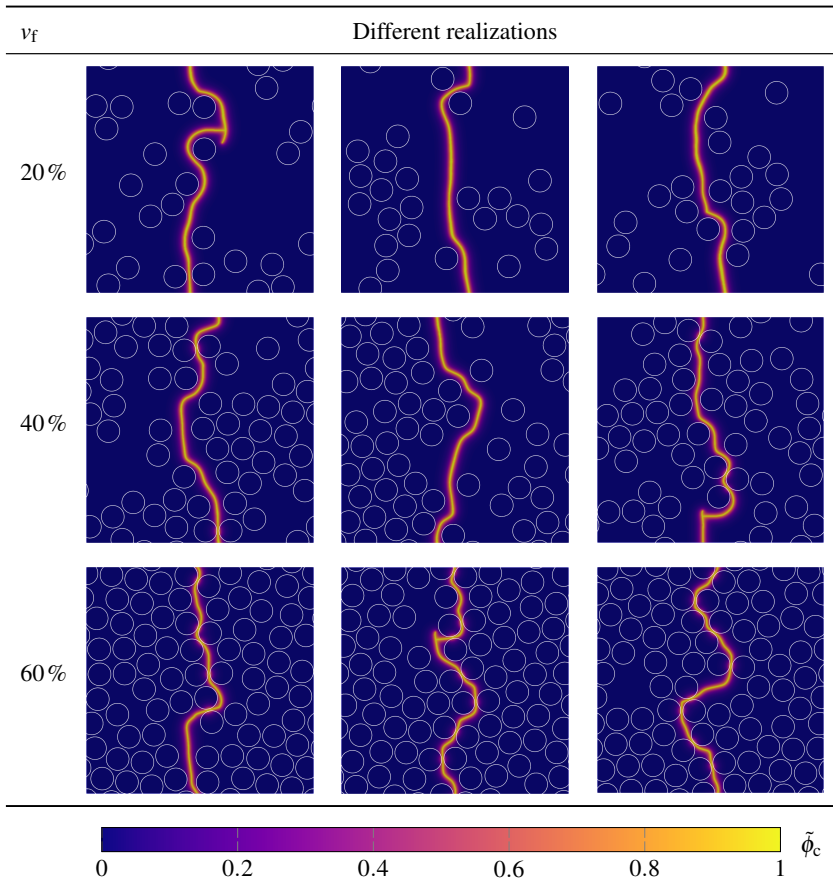 v_f Different realizations
20 %
40 %
60 %
0 0.2 0.4 0.6 0.8 1 ϕ̃_c